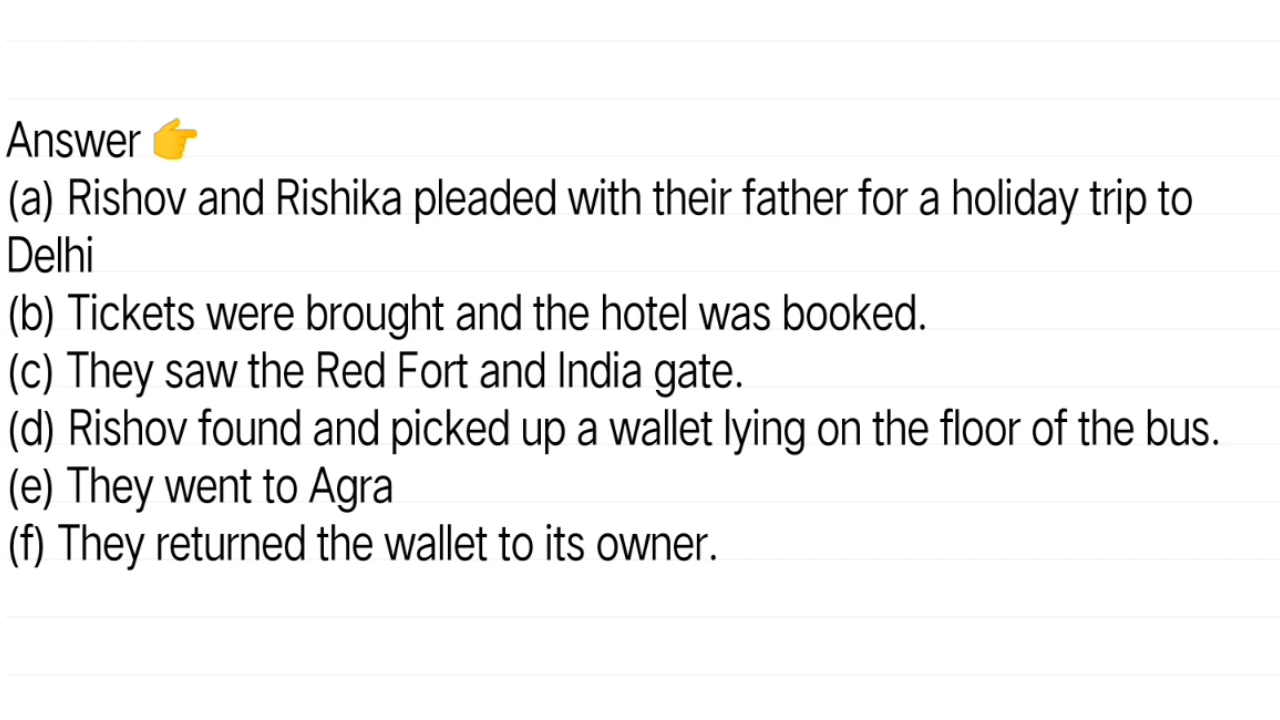 Answer 👉
(a) Rishov and Rishika pleaded with their father for a holiday trip to
Delhi
(b) Tickets were brought and the hotel was booked.
(c) They saw the Red Fort and India gate.
(d) Rishov found and picked up a wallet lying on the floor of the bus.
(e) They went to Agra
(f) They returned the wallet to its owner.